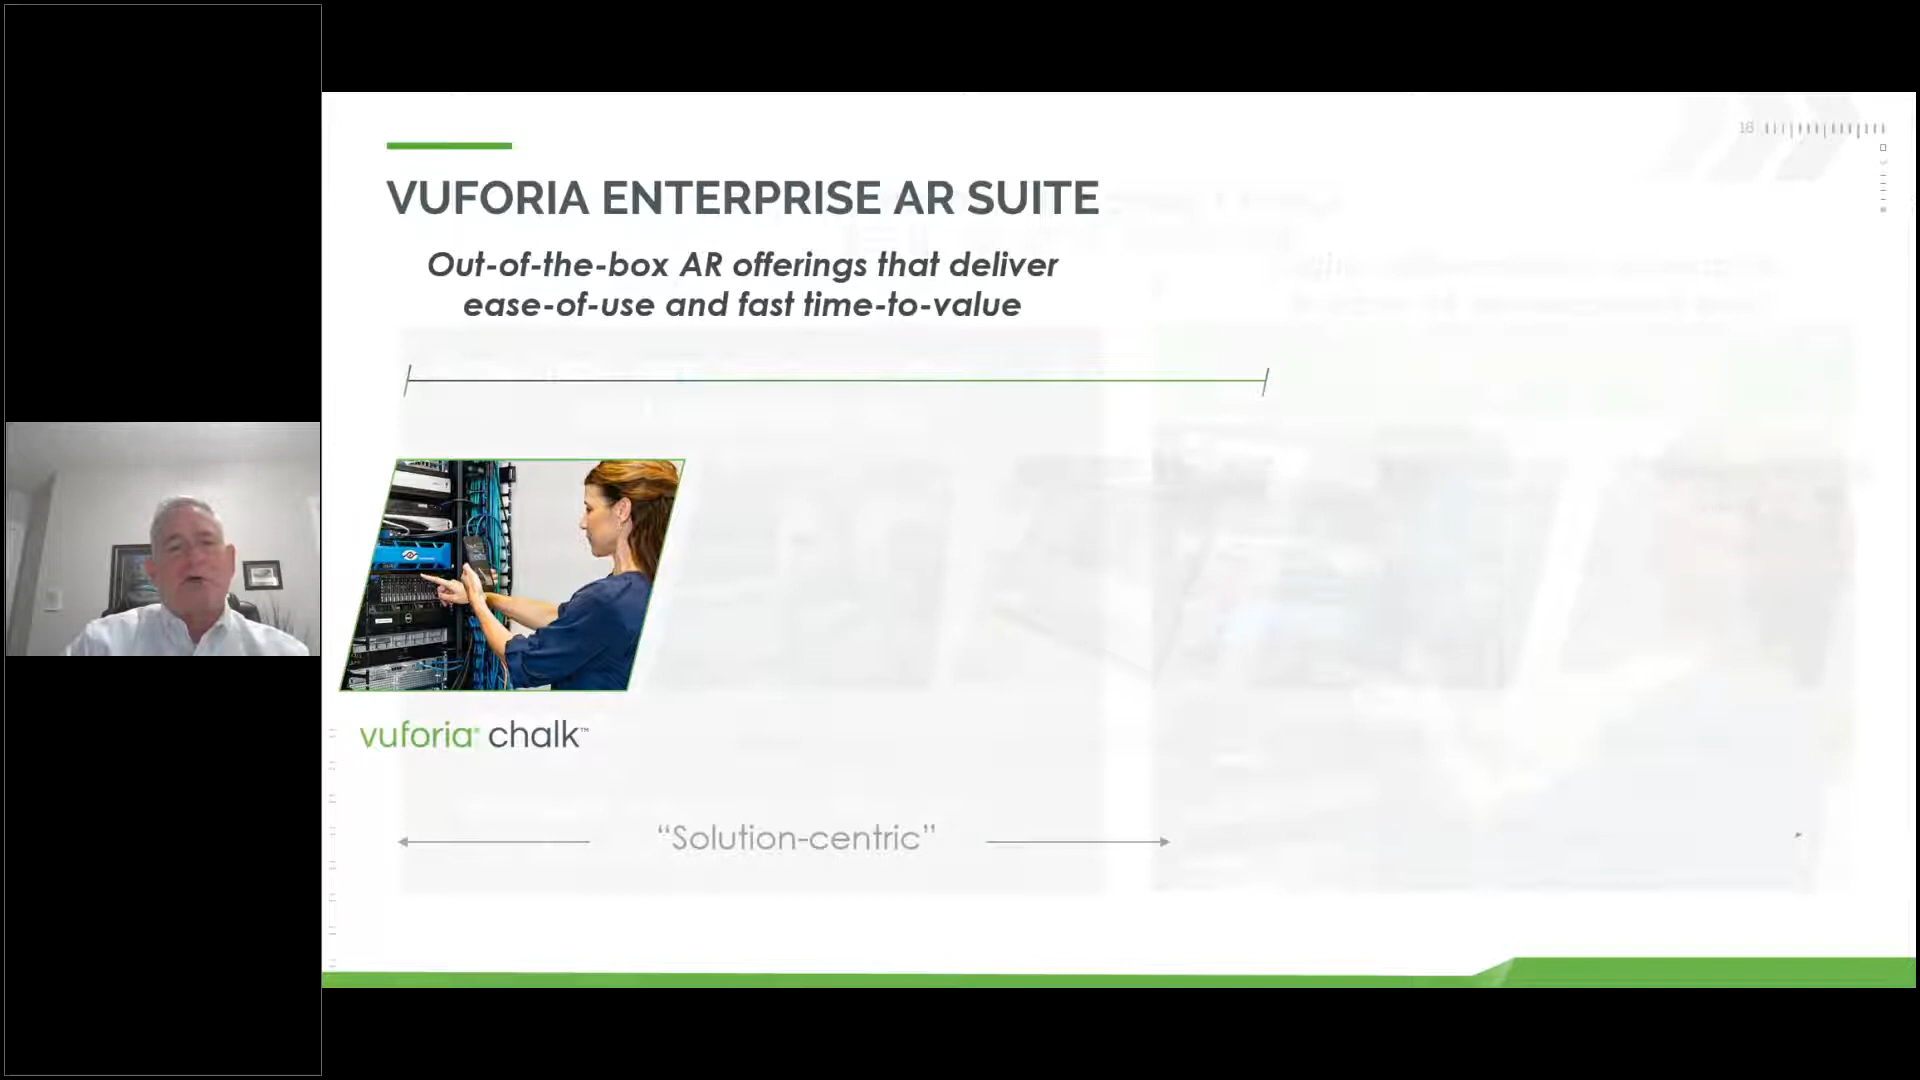 18
VUFORIA ENTERPRISE AR SUITE
Out-of-the-box AR offerings that deliver
ease-of-use and fast time-to-value
vuforia® chalk™
“Solution-centric”